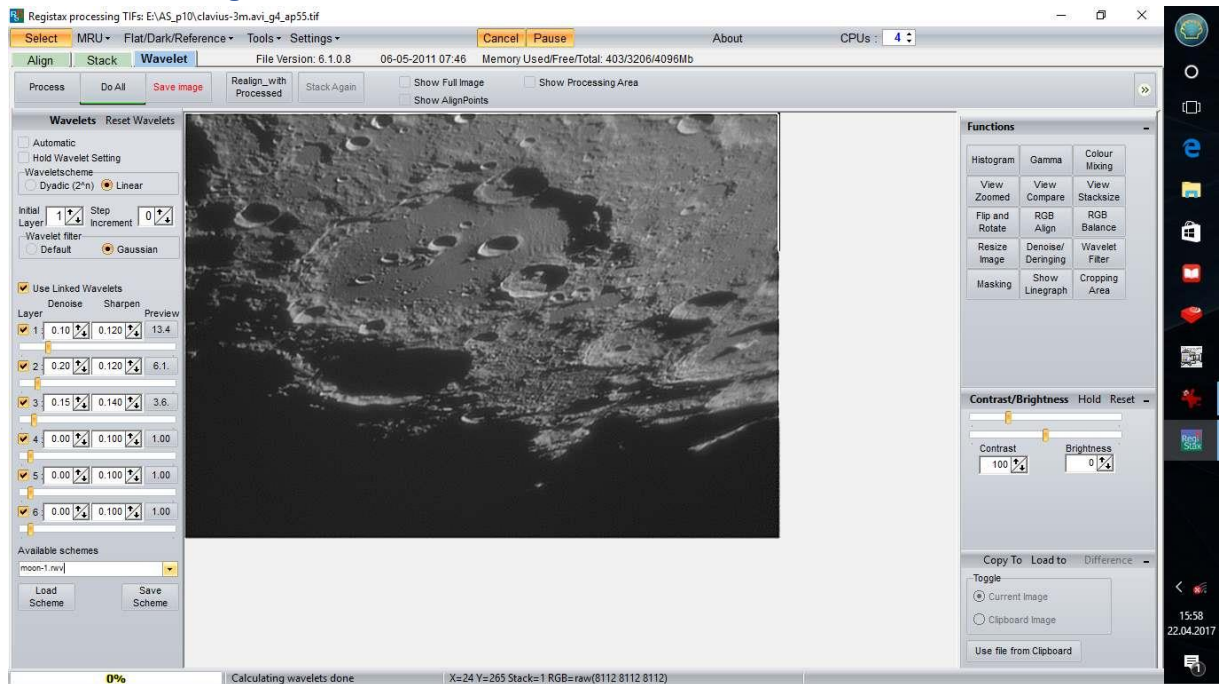 Registax processing TIFs: E:\AS_p10\clavius-3m.avi_g4_ap55.tif
Select MRU Flat/Dark/Reference Tools Settings Cancel Pause About CPUs : 4
Align Stack Wavelet File Version: 6.1.0.8 06-05-2011 07:46 Memory Used/Free/Total: 403/3206/4096Mb
Process Do All Save image Realign_with Processed Stack Again
Show Full Image Show Processing Area
Show AlignPoints
Wavelets Reset Wavelets
Automatic
Hold Wavelet Setting
Waveletscheme
Dyadic (2^n) Linear
Initial Layer 1 Step Increment 0
Wavelet filter
Default Gaussian
Use Linked Wavelets
Denoise Sharpen
Layer Preview
1 : 0.10 0.120 13.4
2 : 0.20 0.120 6.1.
3 : 0.15 0.140 3.6.
4 : 0.00 0.100 1.00
5 : 0.00 0.100 1.00
6 : 0.00 0.100 1.00
Available schemes
moon-1.rwv
Load Scheme Save Scheme
Functions
Histogram Gamma Colour Mixing
View Zoomed View Compare View Stacksize
Flip and Rotate RGB Align RGB Balance
Resize Image Denoise/ Deringing Wavelet Filter
Masking Show Linegraph Cropping Area
Contrast/Brightness Hold Reset
Contrast Brightness
100 0
Copy To Load to Difference
Toggle
Current Image
Clipboard Image
Use file from Clipboard
0% Calculating wavelets done X=24 Y=265 Stack=1 RGB=raw(8112 8112 8112)
Regi
Stax
15:58
22.04.2017
1